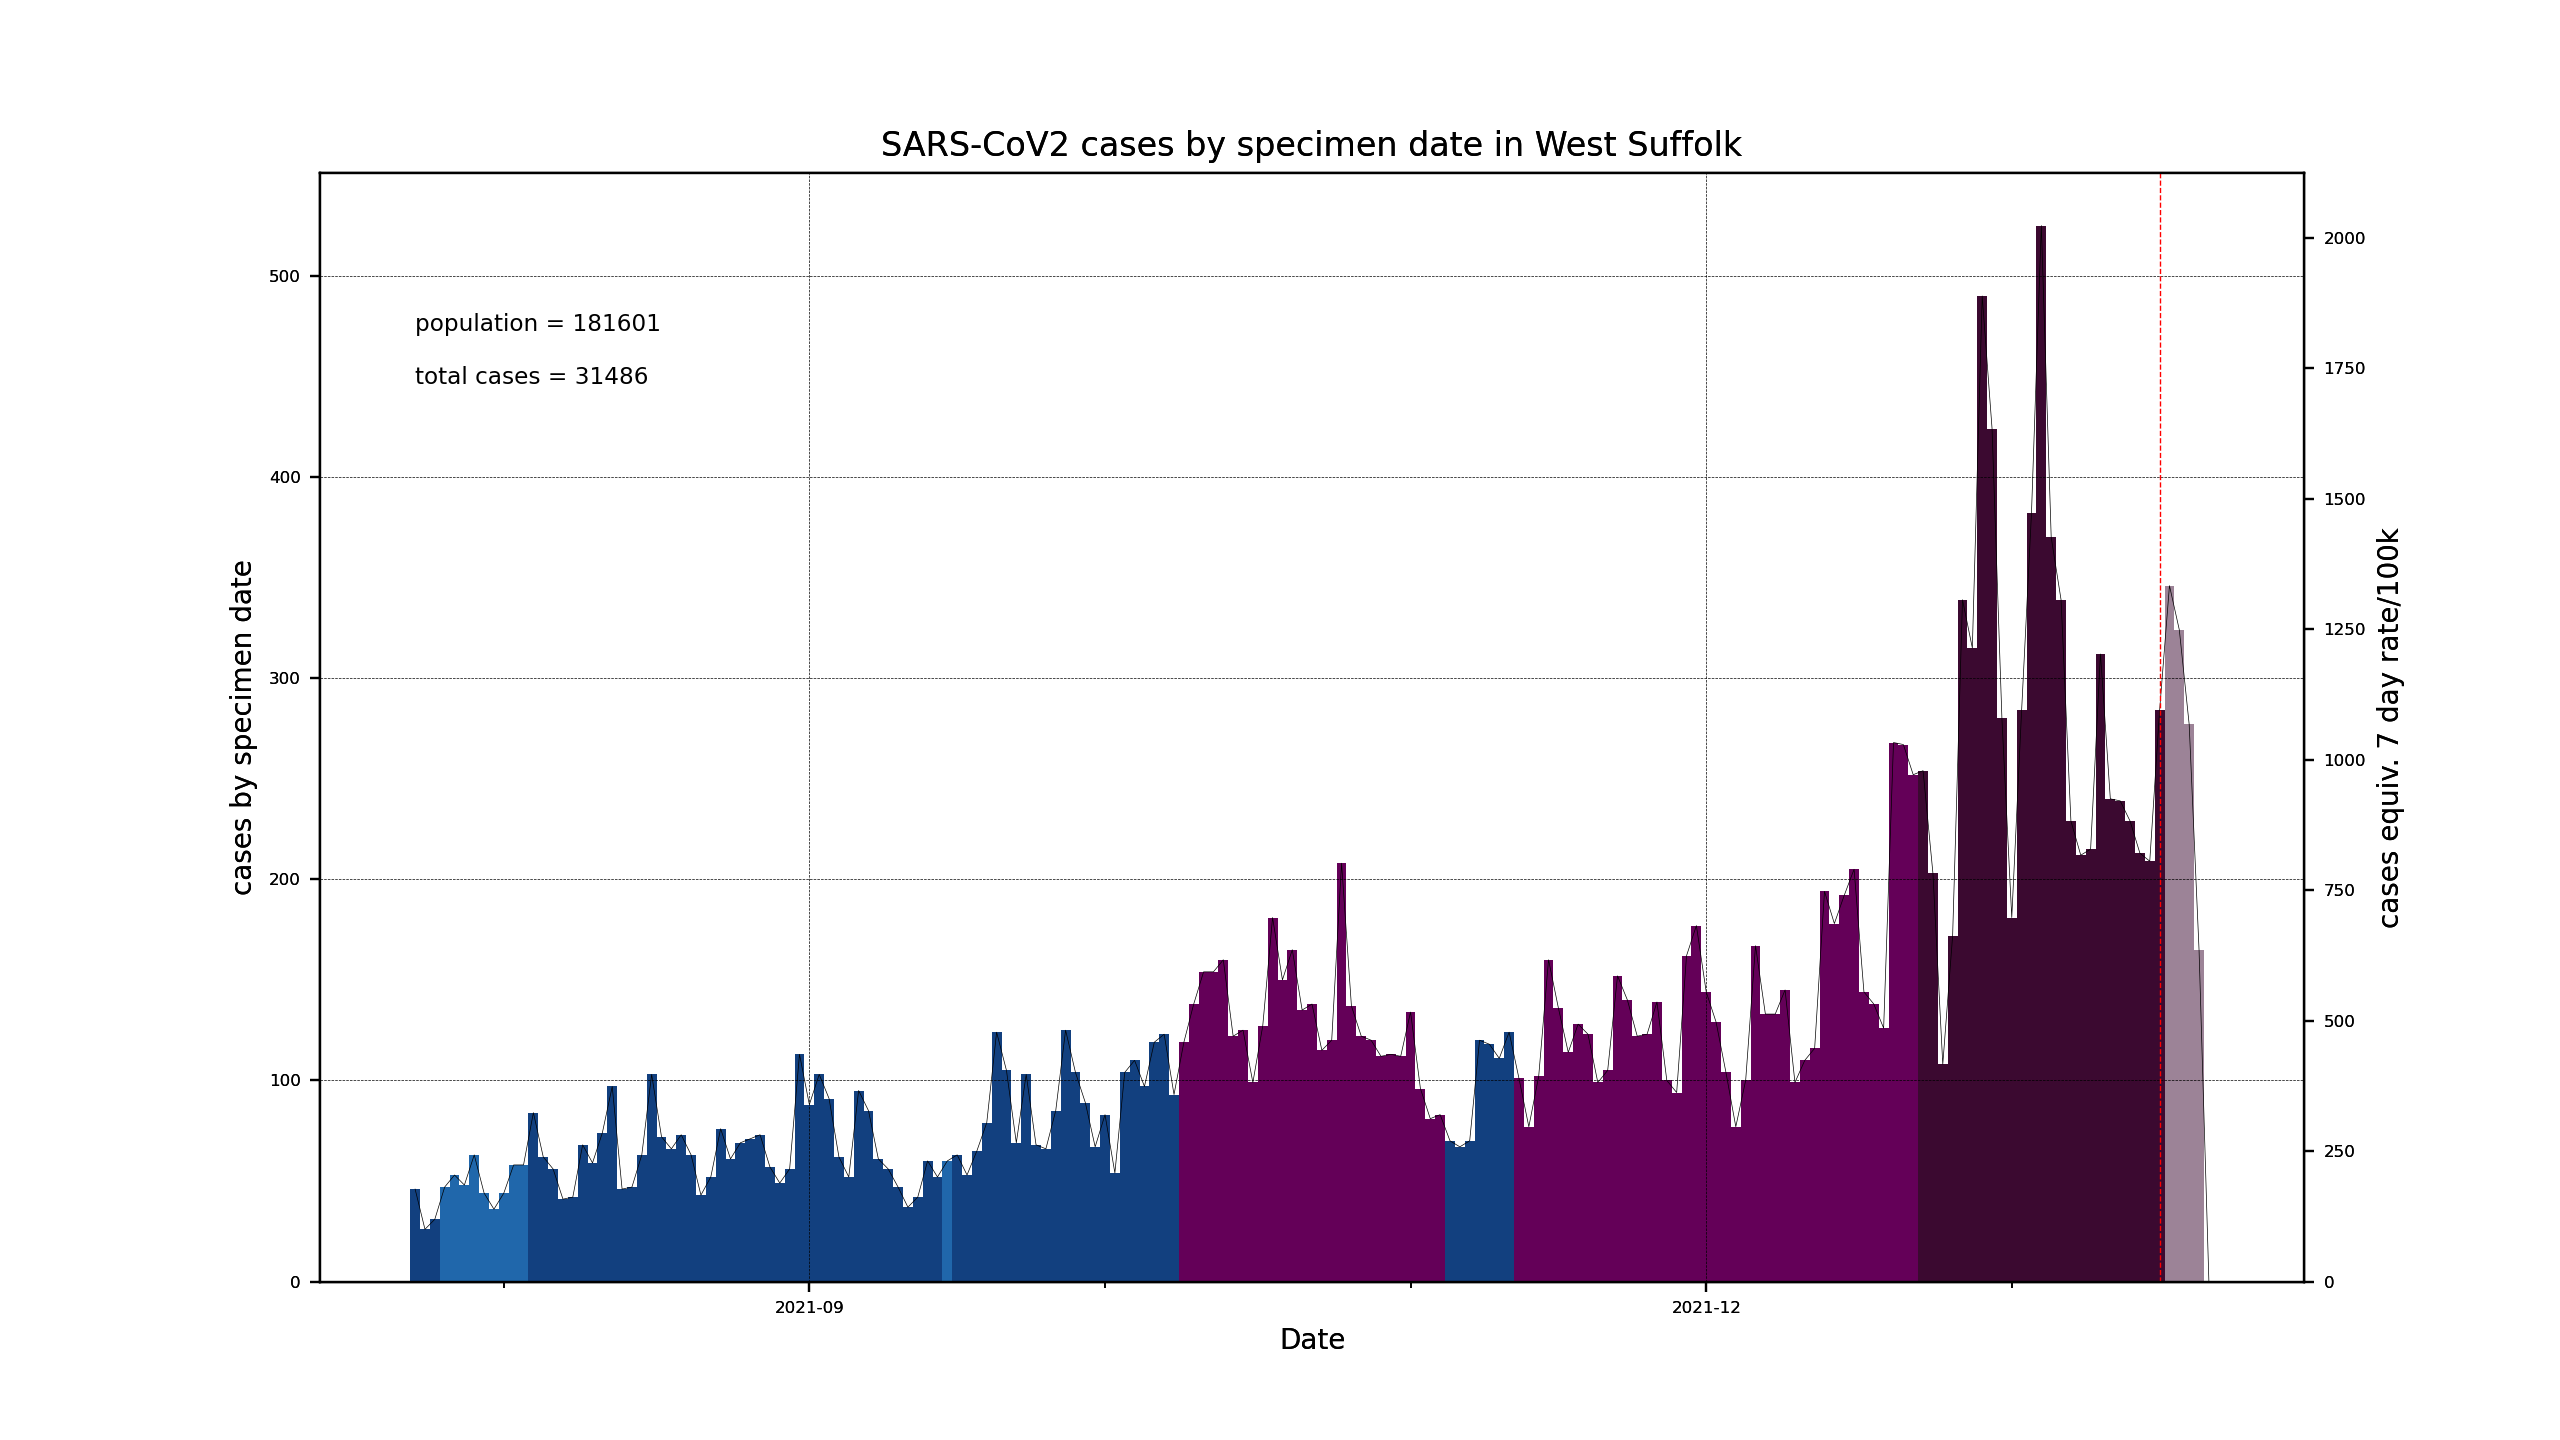 SARS-CoV2 cases by specimen date in West Suffolk
population = 181601
total cases = 31486
cases by specimen date
500
400
300
200
100
0
2000
1750
1500
1250
1000
750
500
250
0
cases equiv. 7 day rate/100k
2021-09
2021-12
Date